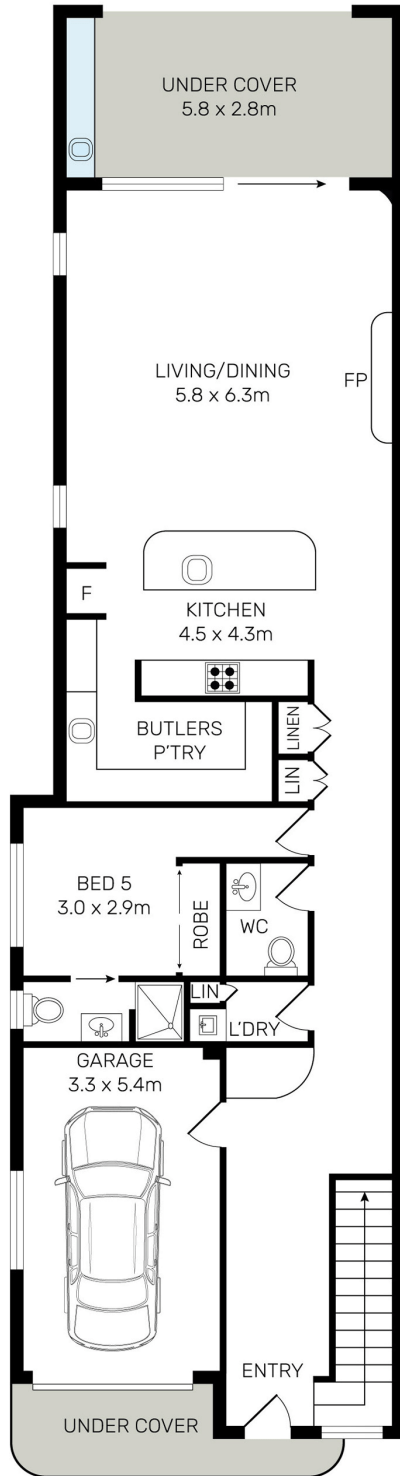 UNDER COVER
5.8 x 2.8m
LIVING/DINING
5.8 x 6.3m
FP
F
KITCHEN
4.5 x 4.3m
BUTLERS
P'TRY
LINEN
LIN
BED 5
3.0 x 2.9m
ROBE
WC
LIN
L'DRY
GARAGE
3.3 x 5.4m
ENTRY
UNDER COVER